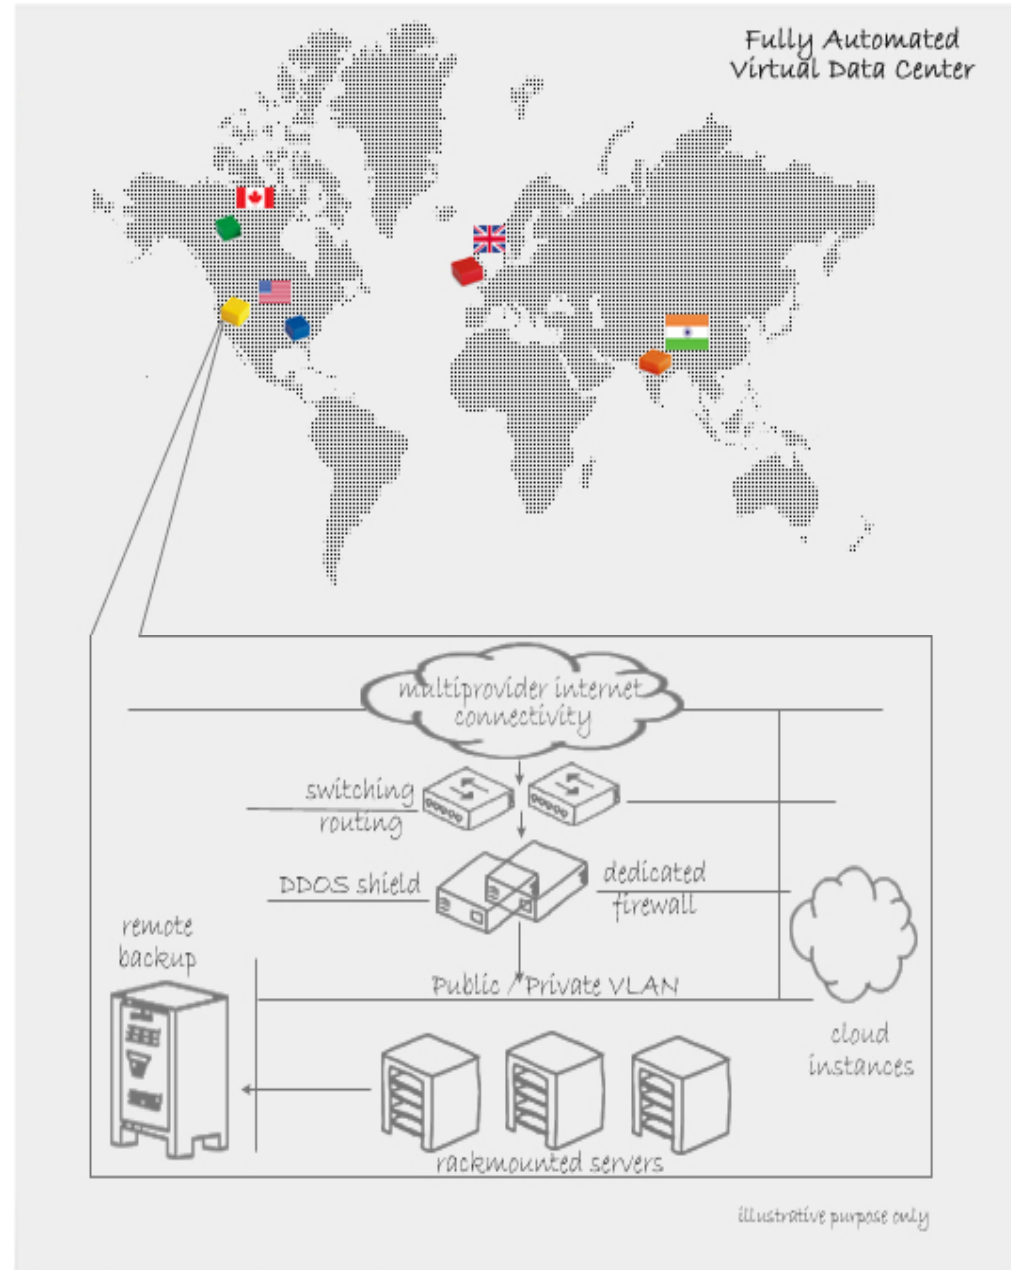 Fully Automated
Virtual Data Center
multiprovider internet
connectivity
switching
routing
DDOS shield
dedicated
firewall
remote
backup
Public / Private VLAN
cloud
instances
rackmounted servers
illustrative purpose only